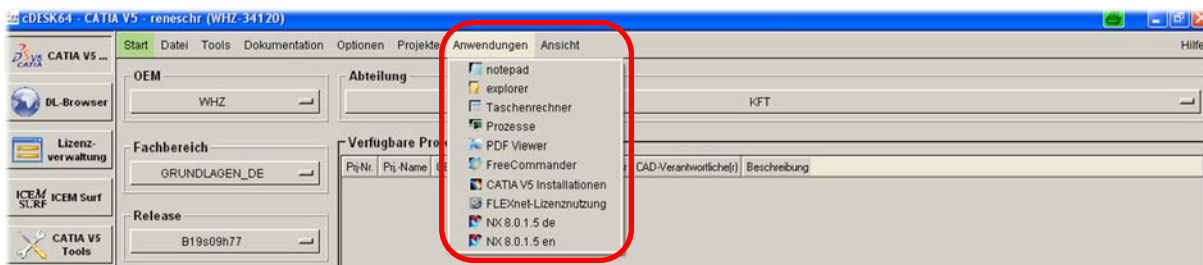 cDESK64 - CATIA V5 - reneschr (WHZ-34120)
Start Datei Tools Dokumentation Optionen Projekte Anwendungen Ansicht Hilfe
CATIA V5 ...
DL-Browser
Lizenz-
verwaltung
ICEM SURF ICEM Surf
CATIA V5
Tools
OEM
WHZ
Fachbereich
GRUNDLAGEN_DE
Release
B19s09h77
Abteilung
KFT
Verfügbare
Prj-Nr. Prj.-Name CAD-Verantwortliche(r) Beschreibung
notepad
explorer
Taschenrechner
Prozesse
PDF Viewer
FreeCommander
CATIA V5 Installationen
FLEXnet-Lizenznutzung
NX 8.0.1.5 de
NX 8.0.1.5 en